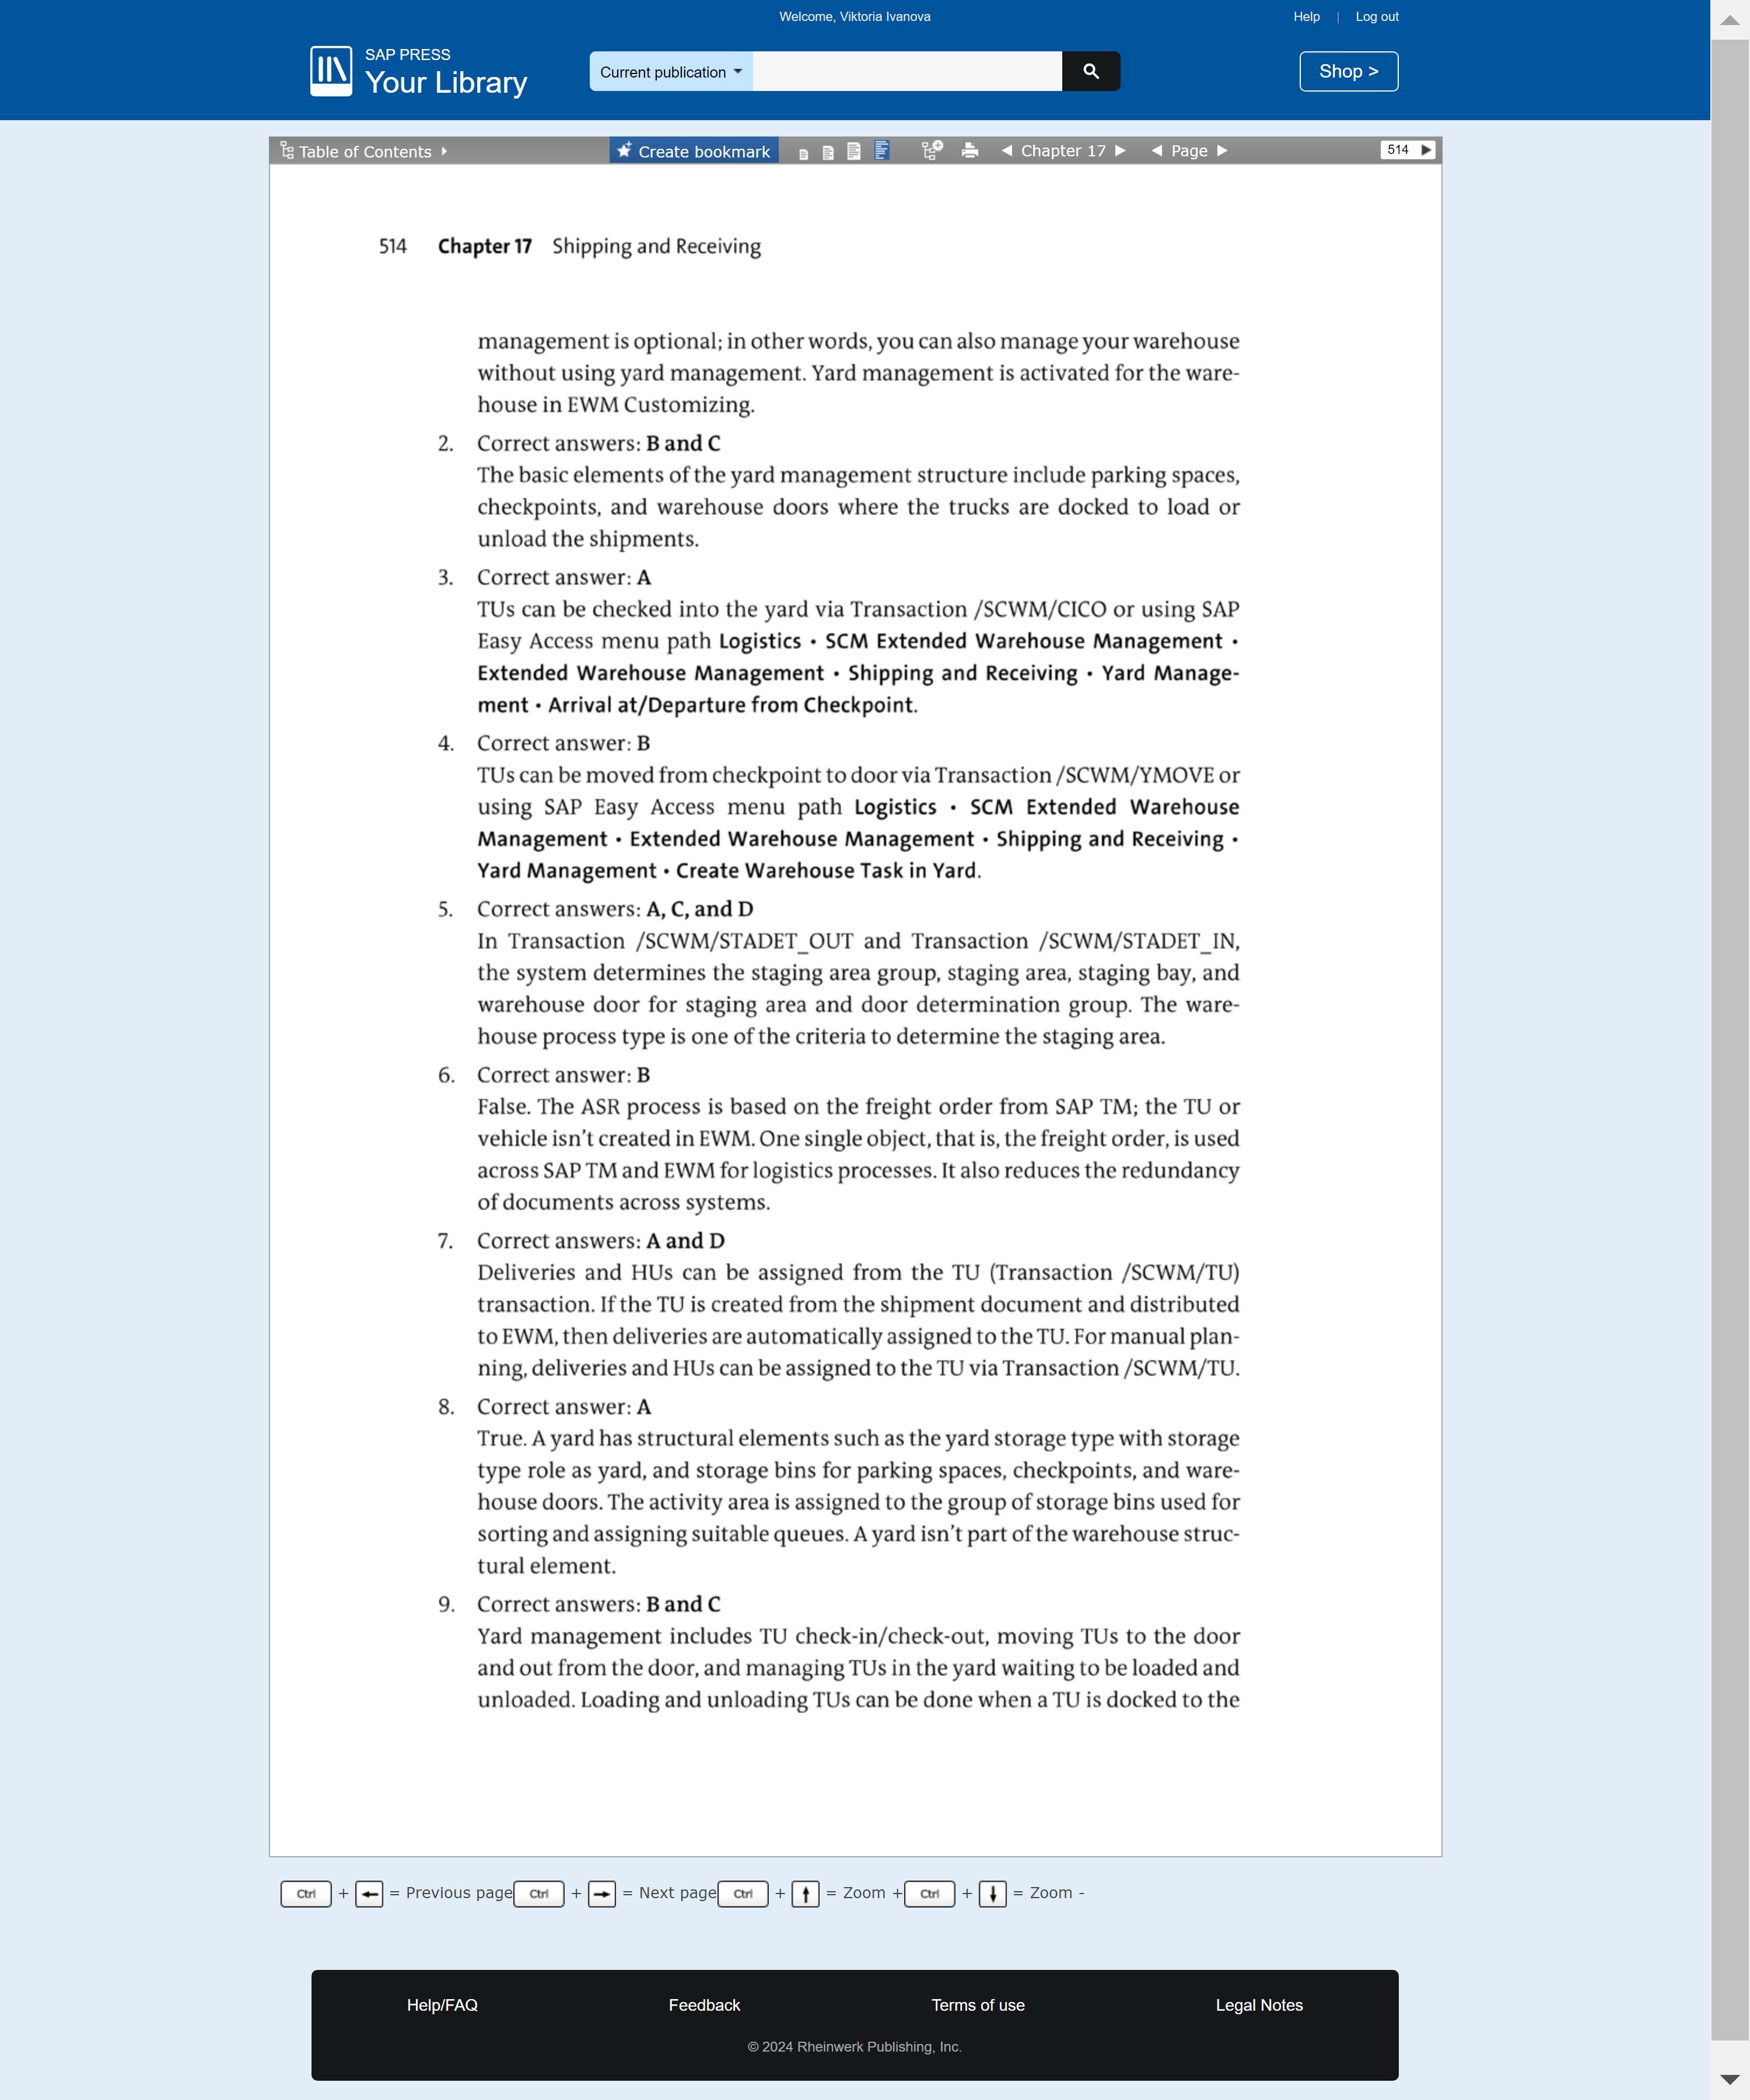 Welcome, Viktoria Ivanova
Help | Log out
SAP PRESS
Your Library
Current publication
Shop >
Table of Contents
Create bookmark
Chapter 17
Page
514
514 Chapter 17 Shipping and Receiving
management is optional; in other words, you can also manage your warehouse
without using yard management. Yard management is activated for the ware-
house in EWM Customizing.
2. Correct answers: B and C
The basic elements of the yard management structure include parking spaces,
checkpoints, and warehouse doors where the trucks are docked to load or
unload the shipments.
3. Correct answer: A
TUs can be checked into the yard via Transaction /SCWM/CICO or using SAP
Easy Access menu path Logistics • SCM Extended Warehouse Management •
Extended Warehouse Management • Shipping and Receiving • Yard Manage-
ment • Arrival at/Departure from Checkpoint.
4. Correct answer: B
TUs can be moved from checkpoint to door via Transaction /SCWM/YMOVE or
using SAP Easy Access menu path Logistics • SCM Extended Warehouse
Management • Extended Warehouse Management • Shipping and Receiving •
Yard Management • Create Warehouse Task in Yard.
5. Correct answers: A, C, and D
In Transaction /SCWM/STADET_OUT and Transaction /SCWM/STADET_IN,
the system determines the staging area group, staging area, staging bay, and
warehouse door for staging area and door determination group. The ware-
house process type is one of the criteria to determine the staging area.
6. Correct answer: B
False. The ASR process is based on the freight order from SAP TM; the TU or
vehicle isn't created in EWM. One single object, that is, the freight order, is used
across SAP TM and EWM for logistics processes. It also reduces the redundancy
of documents across systems.
7. Correct answers: A and D
Deliveries and HUs can be assigned from the TU (Transaction /SCWM/TU)
transaction. If the TU is created from the shipment document and distributed
to EWM, then deliveries are automatically assigned to the TU. For manual plan-
ning, deliveries and HUs can be assigned to the TU via Transaction /SCWM/TU.
8. Correct answer: A
True. A yard has structural elements such as the yard storage type with storage
type role as yard, and storage bins for parking spaces, checkpoints, and ware-
house doors. The activity area is assigned to the group of storage bins used for
sorting and assigning suitable queues. A yard isn't part of the warehouse struc-
tural element.
9. Correct answers: B and C
Yard management includes TU check-in/check-out, moving TUs to the door
and out from the door, and managing TUs in the yard waiting to be loaded and
unloaded. Loading and unloading TUs can be done when a TU is docked to the
Ctrl + ← = Previous page Ctrl + → = Next page Ctrl + ↑ = Zoom + Ctrl + ↓ = Zoom -
Help/FAQ
Feedback
Terms of use
Legal Notes
© 2024 Rheinwerk Publishing, Inc.